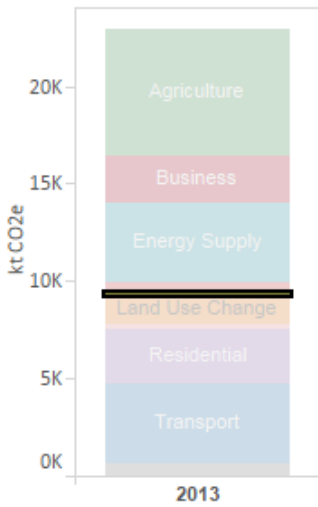 20K
Agriculture
15K
Business
Energy Supply
kt CO2e
10K
Land Use Change
Residential
5K
Transport
0K
2013